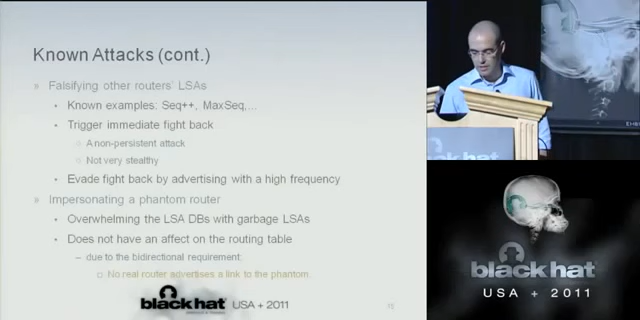 Known Attacks (cont.)
» Falsifying other routers' LSAs
• Known examples: Seq++, MaxSeq,...
• Trigger immediate fight back
○ A non-persistent attack
○ Not very stealthy
• Evade fight back by advertising with a high frequency
» Impersonating a phantom router
• Overwhelming the LSA DBs with garbage LSAs
• Does not have an affect on the routing table
– due to the bidirectional requirement:
○ No real router advertises a link to the phantom.
black hat USA + 2011
15
black hat
black hat
USA + 2011